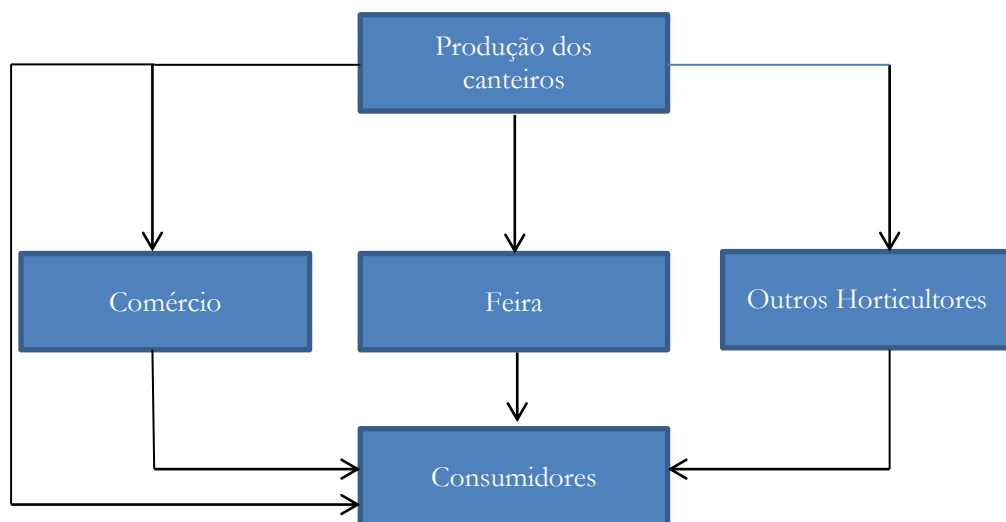 Produção dos
canteiros
Comércio
Feira
Outros Horticultores
Consumidores